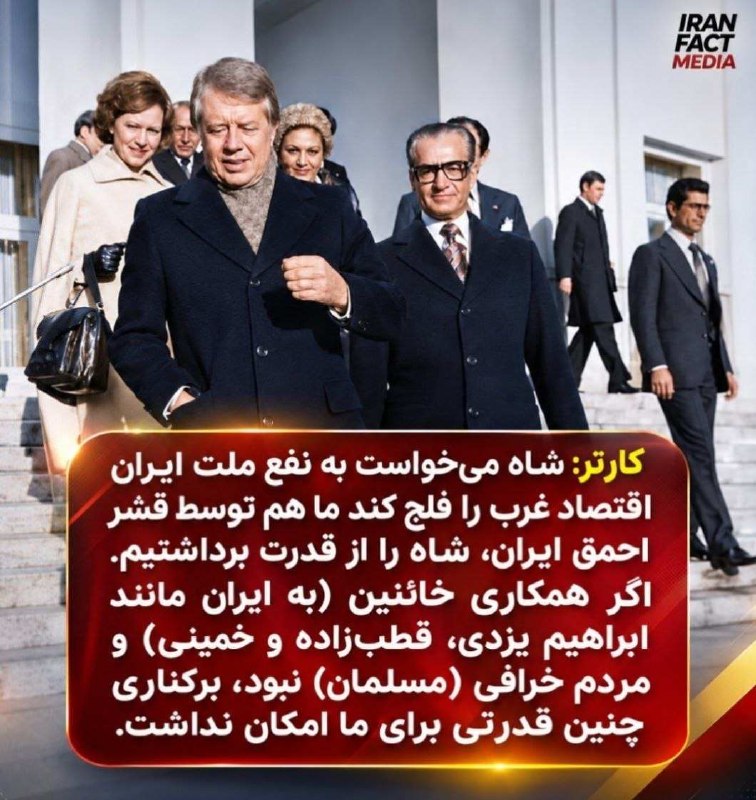 IRAN
FACT
MEDIA
کارتر: شاه می‌خواست به نفع ملت ایران
اقتصاد غرب را فلج کند ما هم توسط قشر
احمق ایران، شاه را از قدرت برداشتیم.
اگر همکاری خائنین (به ایران مانند
ابراهیم یزدی، قطب‌زاده و خمینی) و
مردم خرافی (مسلمان) نبود، برکناری
چنین قدرتی برای ما امکان نداشت.